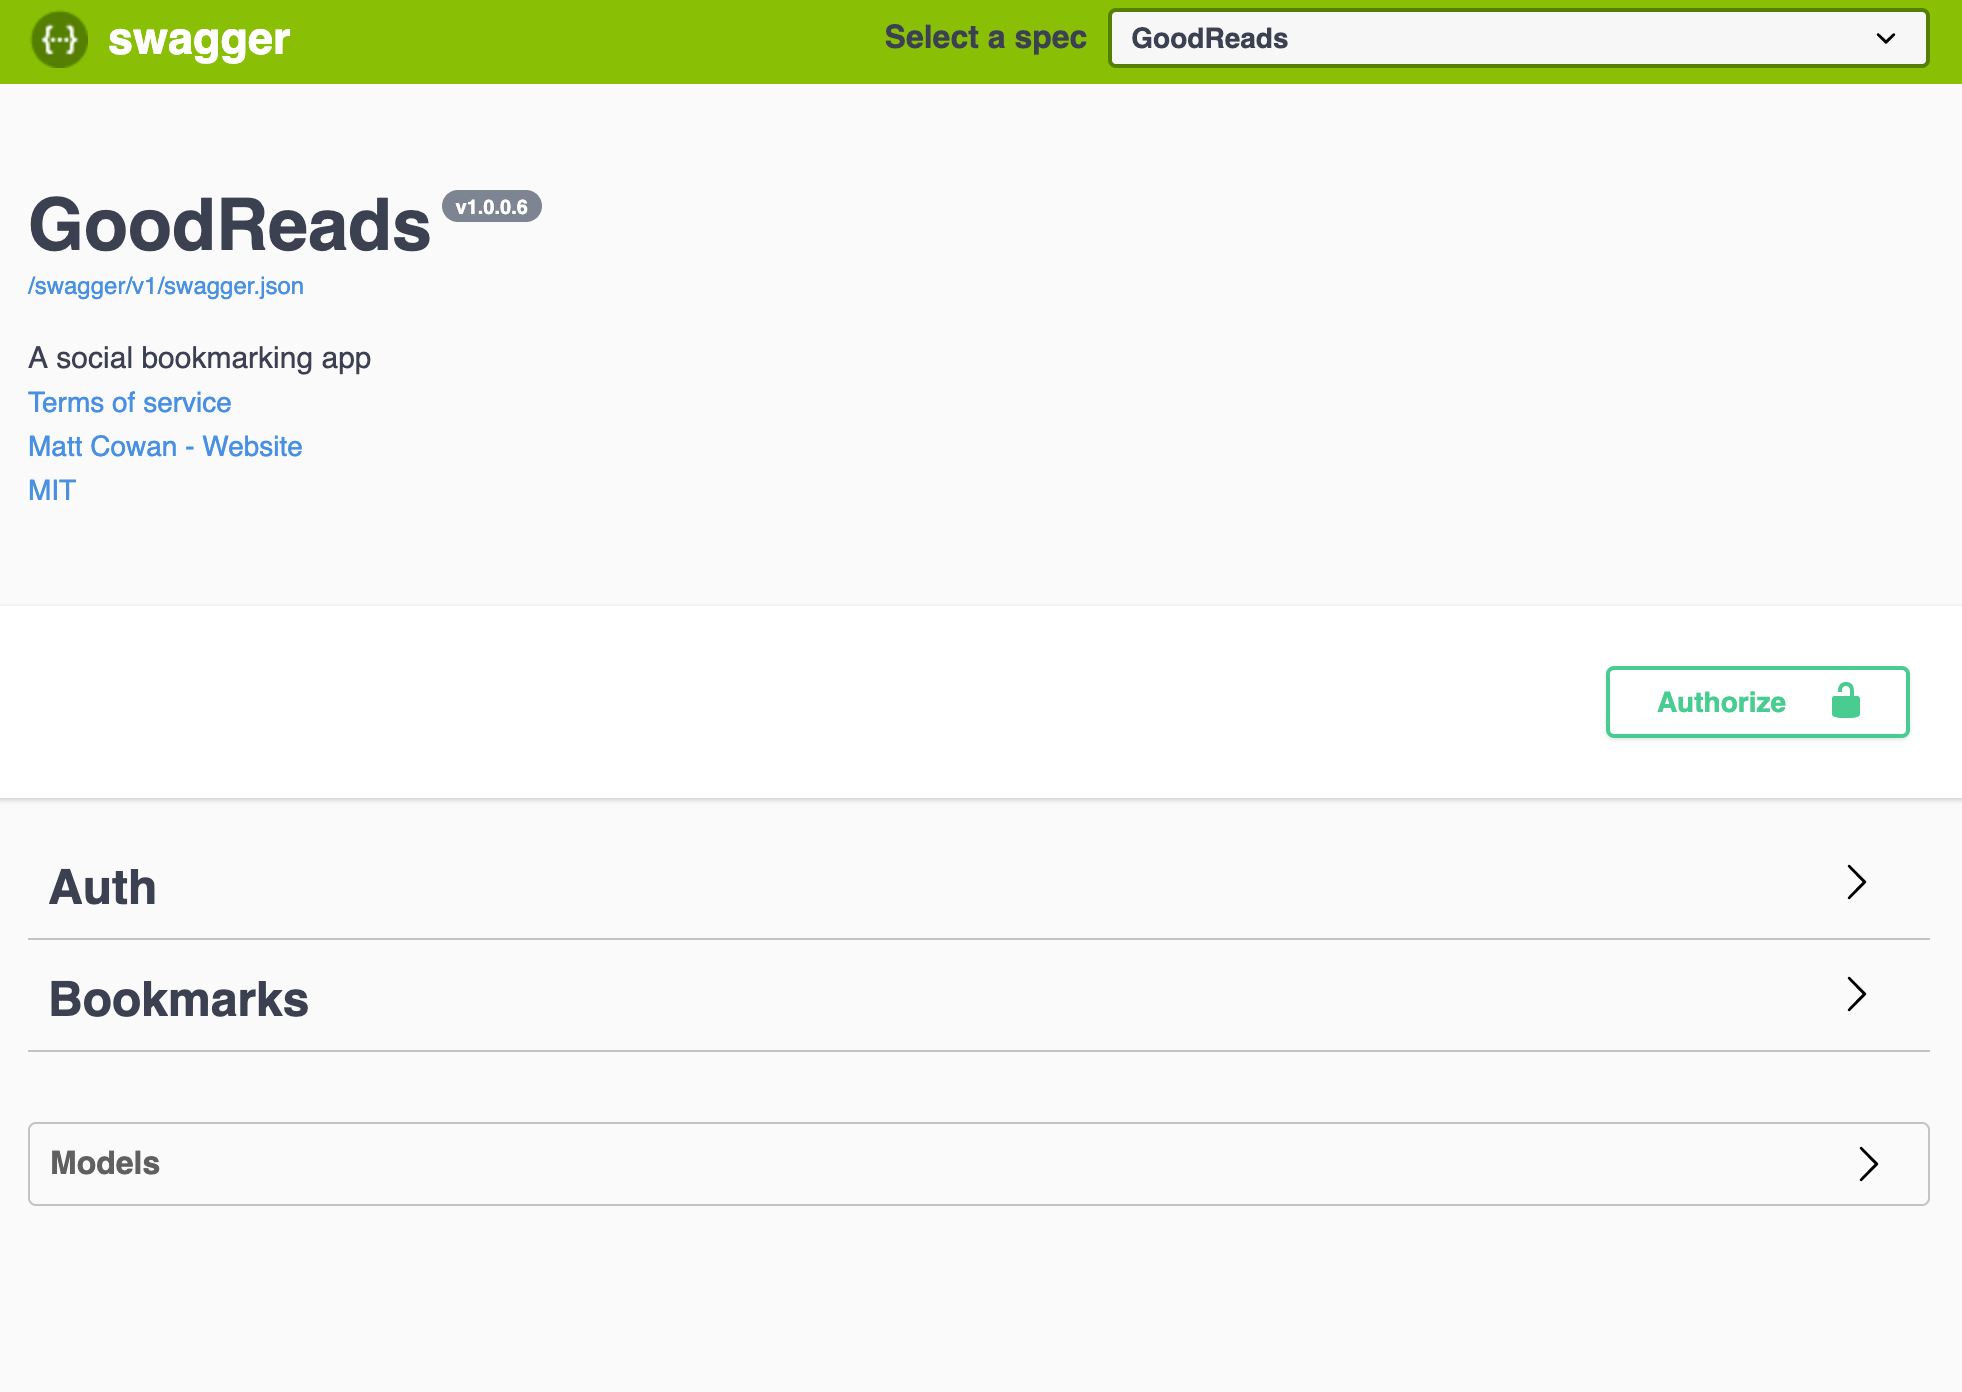 {···} swagger
Select a spec
GoodReads
GoodReads v1.0.0.6
/swagger/v1/swagger.json
A social bookmarking app
Terms of service
Matt Cowan - Website
MIT
Authorize
Auth
Bookmarks
Models